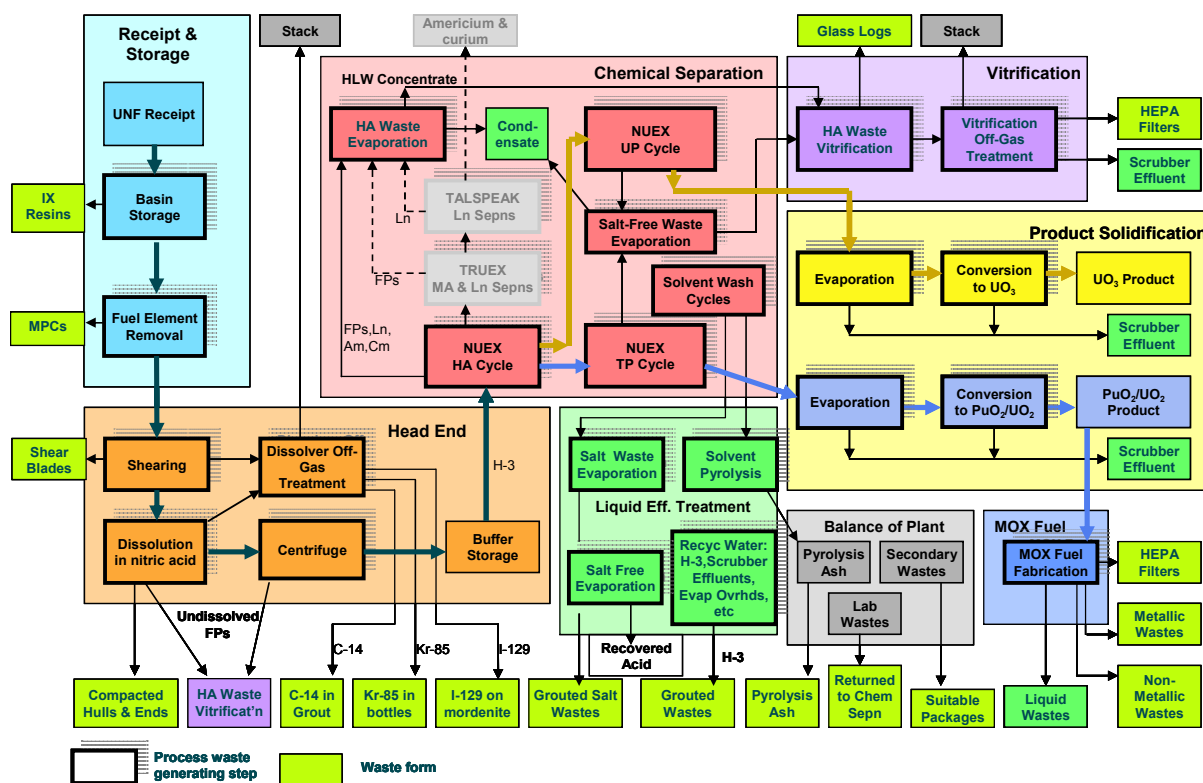 Receipt &
Storage
UNF Receipt
IX
Resins
Basin
Storage
MPCs
Fuel Element
Removal
Stack
Americium &
curium
Chemical Separation
HLW Concentrate
HA Waste
Evaporation
Cond-
ensate
NUEX
UP Cycle
TALSPEAK
Ln Sepns
Ln
Salt-Free Waste
Evaporation
TRUEX
MA & Ln Sepns
FPs
Solvent Wash
Cycles
FPs,Ln,
Am,Cm
NUEX
HA Cycle
NUEX
TP Cycle
Glass Logs
Stack
Vitrification
HA Waste
Vitrification
Vitrification
Off-Gas
Treatment
HEPA
Filters
Scrubber
Effluent
Product Solidification
Evaporation
Conversion
to UO3
UO3 Product
Scrubber
Effluent
Evaporation
Conversion
to PuO2/UO2
PuO2/UO2
Product
Scrubber
Effluent
Head End
Shear
Blades
Shearing
Dissolver Off-
Gas
Treatment
H-3
Dissolution
in nitric acid
Centrifuge
Buffer
Storage
Undissolved
FPs
C-14
Kr-85
I-129
Salt Waste
Evaporation
Solvent
Pyrolysis
Liquid Eff. Treatment
Salt Free
Evaporation
Recyc Water:
H-3,Scrubber
Effluents,
Evap Ovrhds,
etc
Recovered
Acid
H-3
Balance of Plant
Pyrolysis
Ash
Secondary
Wastes
Lab
Wastes
MOX Fuel
MOX Fuel
Fabrication
HEPA
Filters
Metallic
Wastes
Non-
Metallic
Wastes
Compacted
Hulls & Ends
HA Waste
Vitrificat'n
C-14 in
Grout
Kr-85 in
bottles
I-129 on
mordenite
Grouted Salt
Wastes
Grouted
Wastes
Pyrolysis
Ash
Returned
to Chem
Sepn
Suitable
Packages
Liquid
Wastes
Process waste
generating step
Waste form